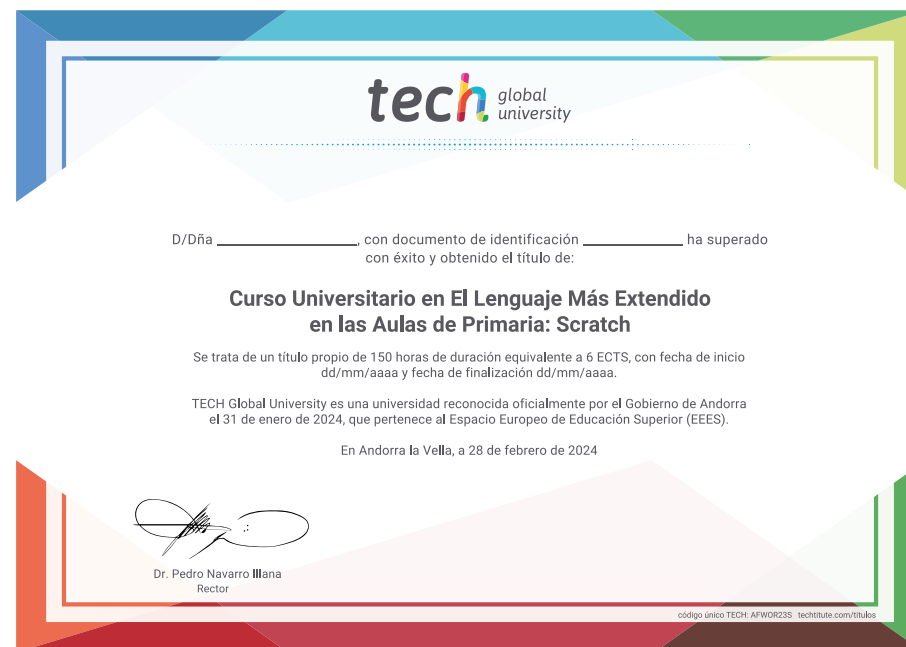 tech global university
D/Dña ____________________, con documento de identificación ______________ ha superado
con éxito y obtenido el título de:
Curso Universitario en El Lenguaje Más Extendido
en las Aulas de Primaria: Scratch
Se trata de un título propio de 150 horas de duración equivalente a 6 ECTS, con fecha de inicio
dd/mm/aaaa y fecha de finalización dd/mm/aaaa.
TECH Global University es una universidad reconocida oficialmente por el Gobierno de Andorra
el 31 de enero de 2024, que pertenece al Espacio Europeo de Educación Superior (EEES).
En Andorra la Vella, a 28 de febrero de 2024
Dr. Pedro Navarro Illana
Rector
código único TECH: AFWOR23S techtitute.com/titulos